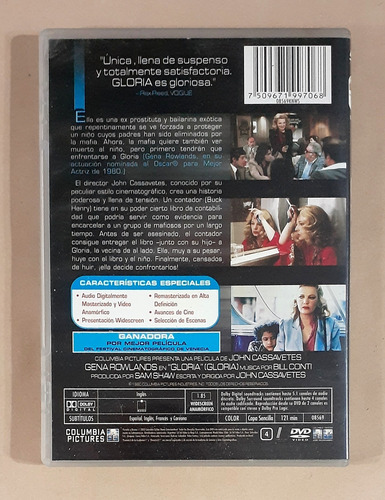 "Única, llena de suspenso
y totalmente satisfactoria.
GLORIA es gloriosa."
- Rex Reed, VOGUE
7 509671 997068
Ella es una ex prostituta y bailarina exótica
que repentinamente se ve forzada a proteger
a un niño cuyos padres han sido eliminados por
la mafia. Ahora, la mafia quiere también ver
muerto al niño, pero primero tendrán que
enfrentarse a Gloria (Gena Rowlands, en su
actuación nominada al Oscar® para Mejor
Actriz de 1980.)
El director John Cassavetes, conocido por su
peculiar estilo cinematográfico, crea una historia
poderosa y llena de tensión. Un contador (Buck
Henry) tiene en su poder cierto libro de contabili-
dad que podría servir como evidencia para
encarcelar a un grupo de mafiosos por un largo
tiempo. Antes de ser asesinado, el contador
consigue entregar el libro -junto con su hijo- a
Gloria, la vecina de al lado. Ella, muy a su pesar,
huye con el libro y el niño. Finalmente, cansados
de huir, ¡ella decide confrontarlos!
CARACTERÍSTICAS ESPECIALES
• Audio Digitalmente
Masterizado y Video
Anamórfico
• Presentación Widescreen
• Remasterizado en Alta
Definición
• Avances de Cine
• Selección de Escenas
GANADORA
POR MEJOR PELÍCULA
DEL FESTIVAL CINEMATOGRÁFICO DE VENECIA
COLUMBIA PICTURES PRESENTA UNA PELÍCULA DE JOHN CASSAVETES
GENA ROWLANDS EN "GLORIA" (GLORIA) MÚSICA POR BILL CONTI
PRODUCIDA POR SAM SHAW ESCRITA Y DIRIGIDA POR JOHN CASSAVETES
IDIOMA
Inglés
DOLBY
DIGITAL
SUBTÍTULOS
Español, Inglés, Francés y Coreano
1.85
WIDESCREEN
ANAMÓRFICO
COLOR
Capa Sencilla
121 min
08569
COLUMBIA
PICTURES
4
DVD
VIDEO